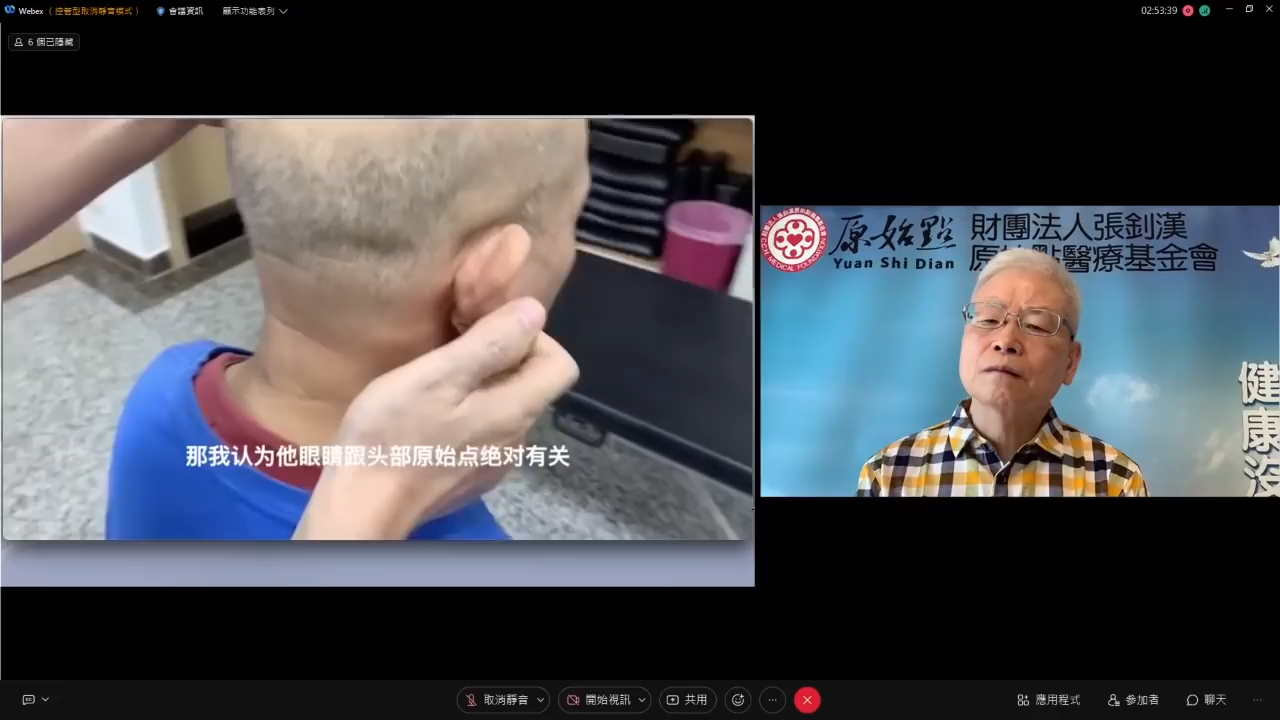 Webex
（控管型取消靜音模式）
會議資訊
顯示功能表列
02:53:39
6 個已隱藏
那我认为他眼睛跟头部原始点绝对有关
原始點
Yuan Shi Dian
財團法人張釗漢
原始點醫療基金會
健康沒
取消靜音
開始視訊
共用
應用程式
參加者
聊天